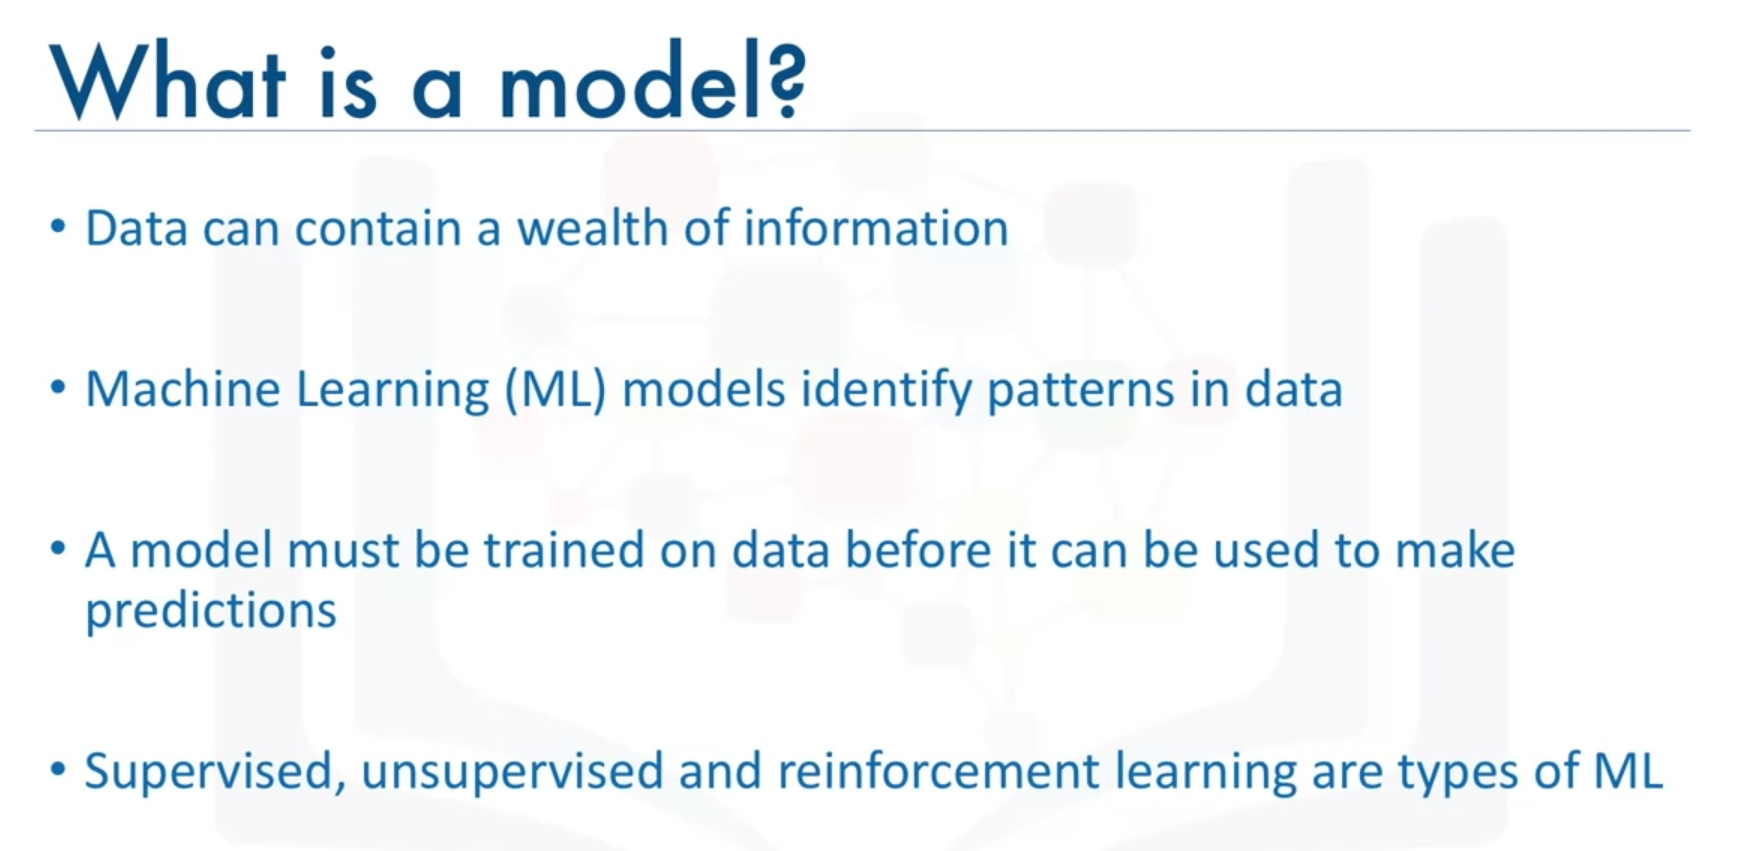 What is a model?
• Data can contain a wealth of information
• Machine Learning (ML) models identify patterns in data
• A model must be trained on data before it can be used to make
predictions
• Supervised, unsupervised and reinforcement learning are types of ML